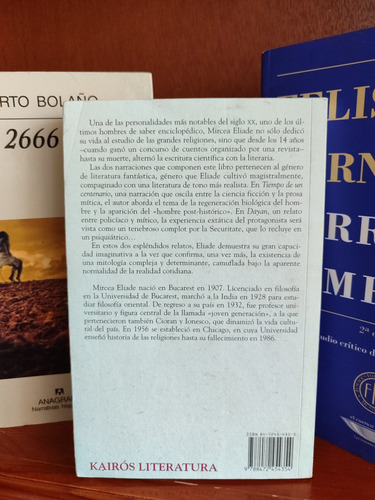 RTO BOLAÑO
2666
ANAGRAMA
Una de las personalidades más notables del siglo XX, uno de los úl-
timos hombres de saber enciclopédico, Mircea Eliade no sólo dedicó
su vida al estudio de las grandes religiones, sino que desde los 14 años
–cuando ganó un concurso de cuentos organizado por una revista–
hasta su muerte, alternó la escritura científica con la literaria.
Las dos narraciones que componen este libro pertenecen al género
de literatura fantástica, género que Eliade cultivó magistralmente,
compaginado con una literatura de tono más realista. En Tiempo de un
centenario, una narración que oscila entre la ciencia ficción y la prosa
mítica, el autor aborda el tema de la regeneración biológica del hom-
bre y la aparición del «hombre post-histórico». En Dayan, un relato
entre policíaco y mítico, la experiencia extática del protagonista será
vista como un tenebroso complot por la Securitate, que lo recluye en
un psiquiátrico...
En estos dos espléndidos relatos, Eliade demuestra su gran capaci-
dad imaginativa a la vez que confirma, una vez más, la existencia de
una mitología compleja y determinante, camuflada bajo la aparente
normalidad de la realidad cotidiana.
Mircea Eliade nació en Bucarest en 1907. Licenciado en filosofía
en la Universidad de Bucarest, marchó a la India en 1928 para estu-
diar filosofía oriental. De regreso a su país en 1932, fue profesor uni-
versitario y figura central de la llamada «joven generación», a la que
pertenecieron también Cioran y Ionesco, que dinamizó la vida cultu-
ral del país. En 1956 se estableció en Chicago, en cuya Universidad
enseñó historia de las religiones hasta su fallecimiento en 1986.
KAIRÓS LITERATURA
9788472454354
2ª
udio crítico d